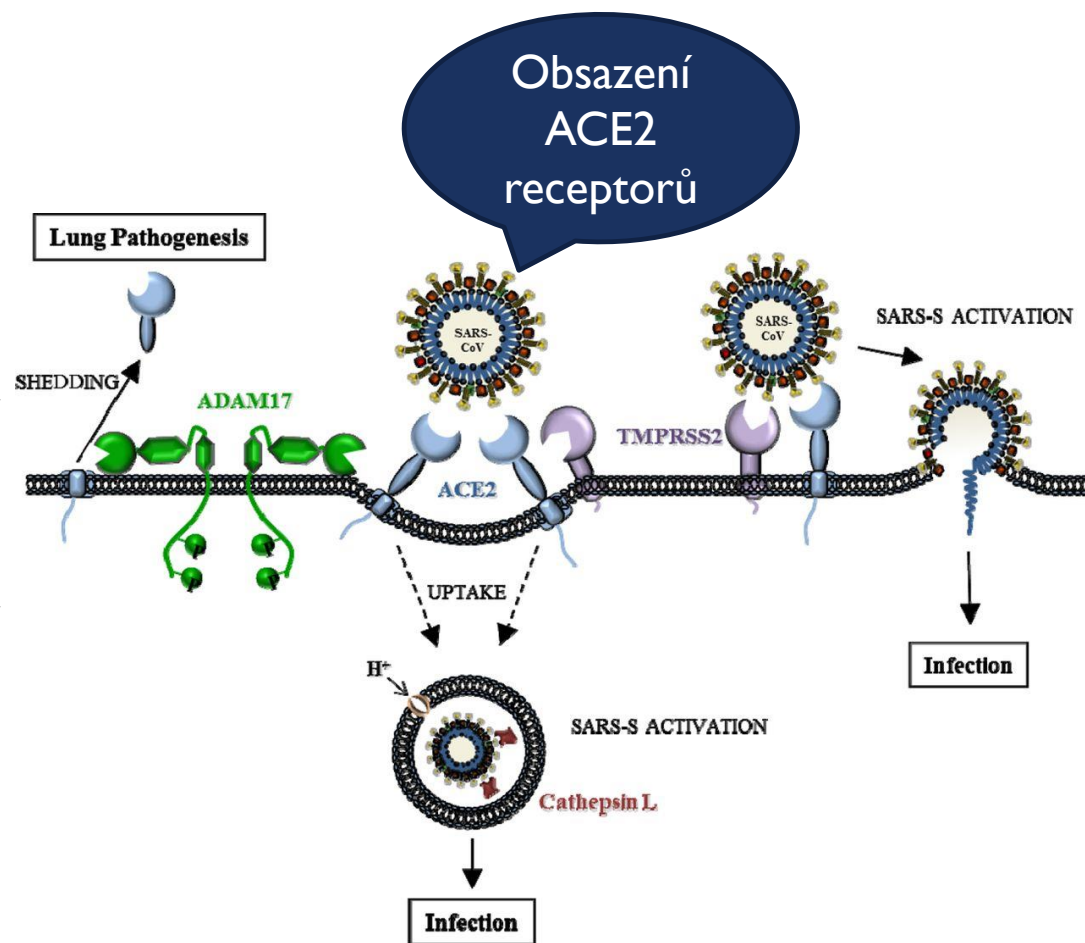 Obsazení
ACE2
receptorů
Lung Pathogenesis
SHEDDING
ADAM17
SARS-
CoV
ACE2
TMPRSS2
SARS-
CoV
SARS-S ACTIVATION
UPTAKE
H+
SARS-S ACTIVATION
Cathepsin L
Infection
Infection